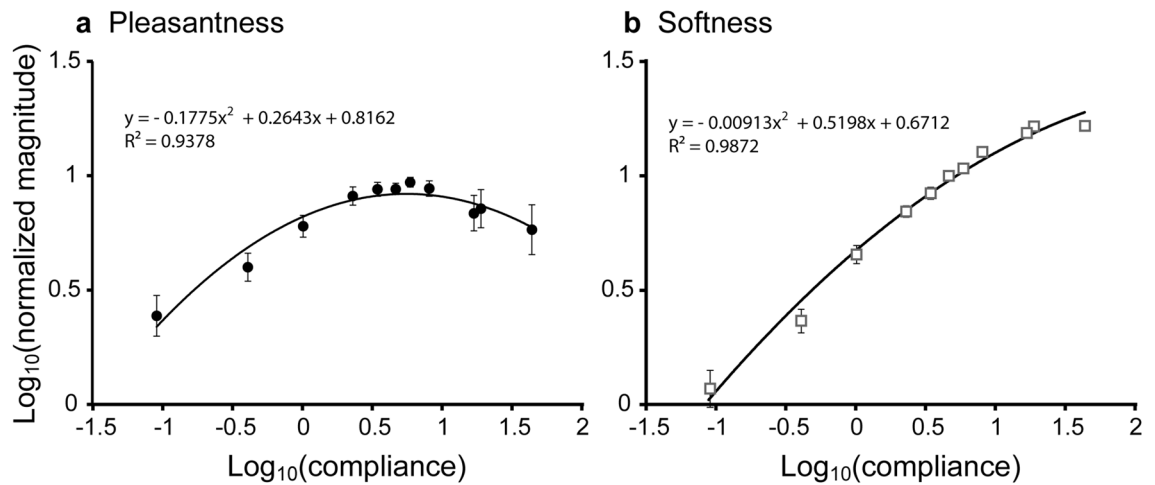 a Pleasantness
Log10(normalized magnitude)
1.5
1
0.5
0
y = - 0.1775x² + 0.2643x + 0.8162
R² = 0.9378
-1.5 -1 -0.5 0 0.5 1 1.5 2
Log10(compliance)
b Softness
1.5
1
0.5
0
y = - 0.00913x² + 0.5198x + 0.6712
R² = 0.9872
-1.5 -1 -0.5 0 0.5 1 1.5 2
Log10(compliance)